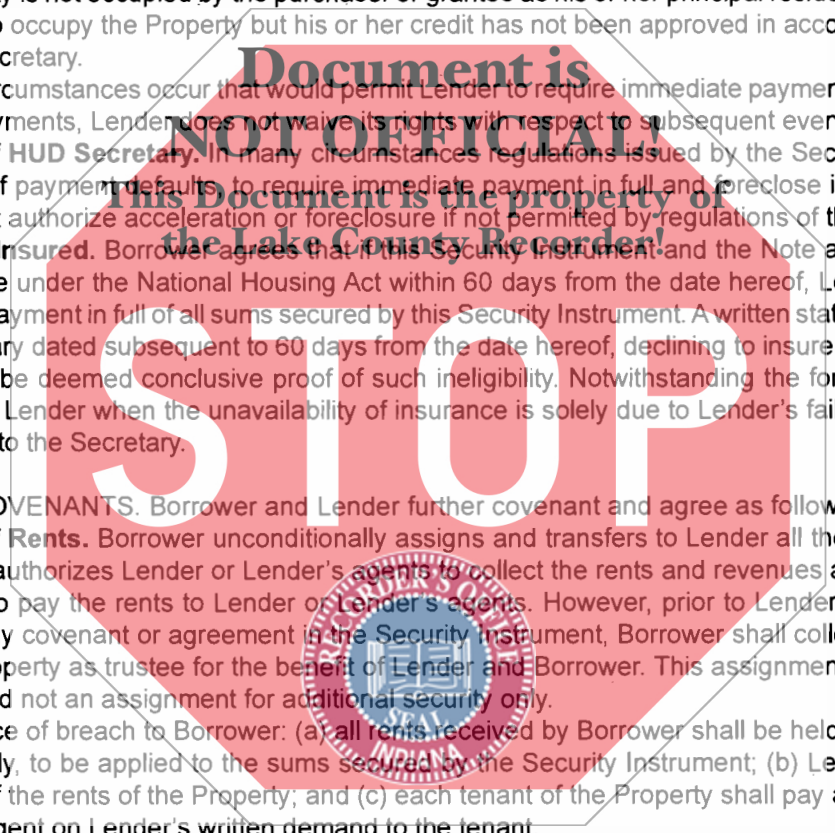 y is not occupied by the purchaser or grantee as his or her principal resid
o occupy the Property but his or her credit has not been approved in acco
cretary.
Document is
cumstances occur that would permit Lender to require immediate paymen
yments, Lender does not waive its rights with respect to subsequent even
NOT OFFICIAL!
f HUD Secretary. In many circumstances regulations issued by the Sec
f payment defaults, to require immediate payment in full and foreclose i
This Document is the property of
t authorize acceleration or foreclosure if not permitted by regulations of t
the Lake County Recorder!
Insured. Borrower agrees that if this Security Instrument and the Note a
e under the National Housing Act within 60 days from the date hereof, L
ayment in full of all sums secured by this Security Instrument. A written stat
ry dated subsequent to 60 days from the date hereof, declining to insure
STOP
be deemed conclusive proof of such ineligibility. Notwithstanding the for
Lender when the unavailability of insurance is solely due to Lender's fai
to the Secretary.
OVENANTS. Borrower and Lender further covenant and agree as follow
f Rents. Borrower unconditionally assigns and transfers to Lender all the
authorizes Lender or Lender's agents to collect the rents and revenues a
o pay the rents to Lender or Lender's agents. However, prior to Lender
y covenant or agreement in the Security Instrument, Borrower shall colle
operty as trustee for the benefit of Lender and Borrower. This assignmen
d not an assignment for additional security only.
RECORDER'S OFFICE
SEAL
INDIANA
ce of breach to Borrower: (a) all rents received by Borrower shall be held
ly, to be applied to the sums secured by the Security Instrument; (b) Le
f the rents of the Property; and (c) each tenant of the Property shall pay a
gent on Lender's written demand to the tenant.